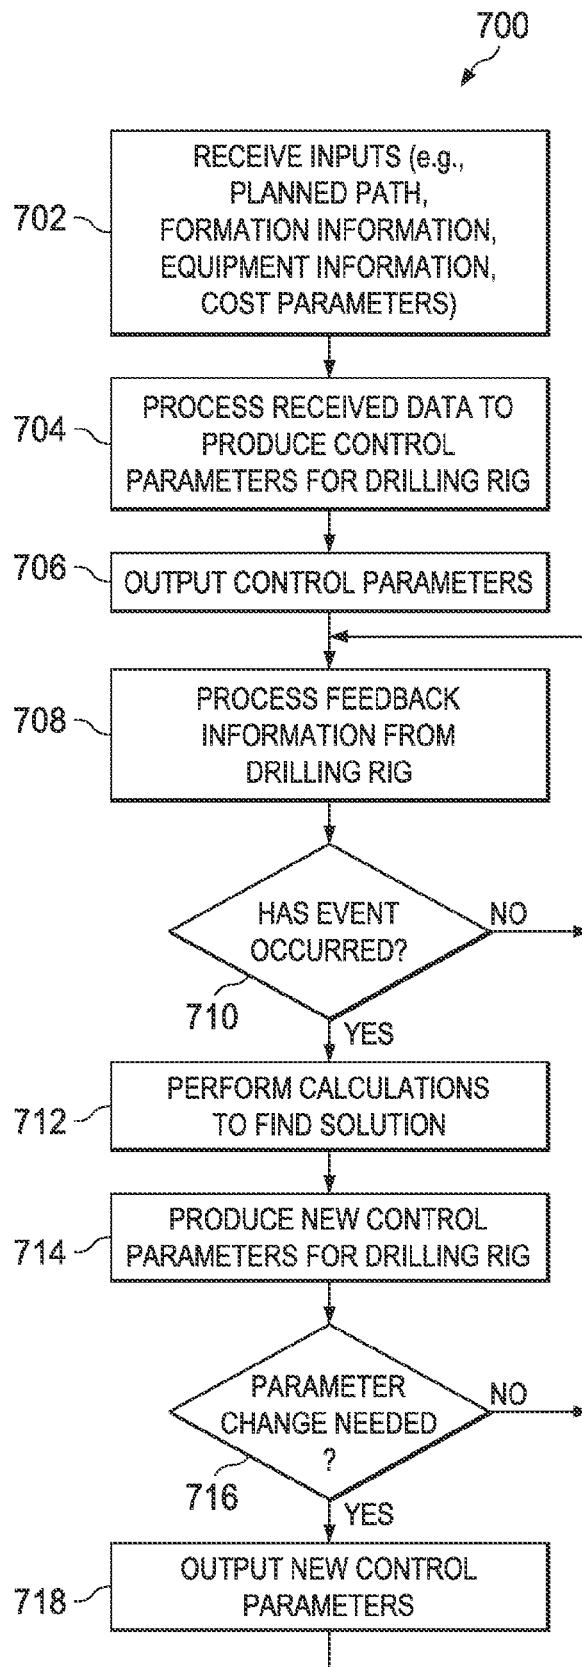 700
RECEIVE INPUTS (e.g.,
PLANNED PATH,
702
FORMATION INFORMATION,
EQUIPMENT INFORMATION,
COST PARAMETERS)
704
PROCESS RECEIVED DATA TO
PRODUCE CONTROL
PARAMETERS FOR DRILLING RIG
706
OUTPUT CONTROL PARAMETERS
708
PROCESS FEEDBACK
INFORMATION FROM
DRILLING RIG
HAS EVENT
OCCURRED?
NO
710
YES
712
PERFORM CALCULATIONS
TO FIND SOLUTION
714
PRODUCE NEW CONTROL
PARAMETERS FOR DRILLING RIG
PARAMETER
CHANGE NEEDED
?
NO
716
YES
718
OUTPUT NEW CONTROL
PARAMETERS